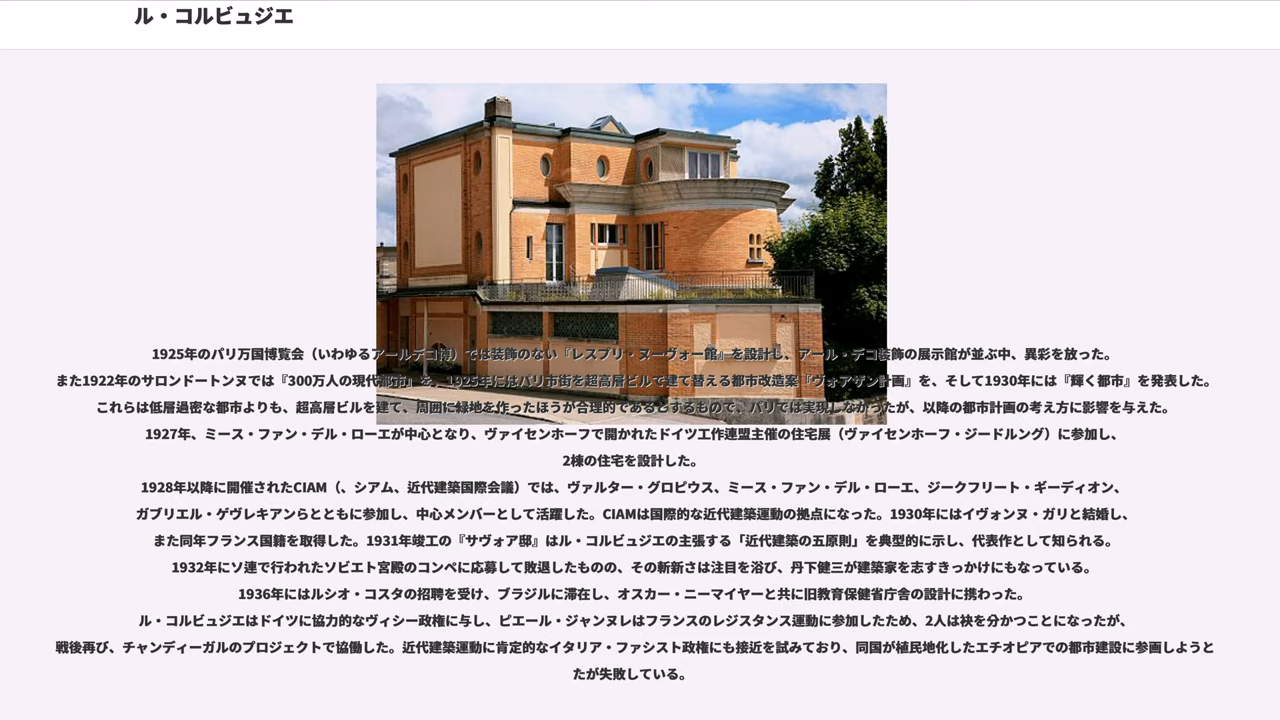 ル・コルビュジエ
1925年のパリ万国博覧会（いわゆるアールデコ博）では装飾のない『レスプリ・ヌーヴォー館』を設計し、アール・デコ装飾の展示館が並ぶ中、異彩を放った。
また1922年のサロンドートンヌでは『300万人の現代都市』を、1925年にはパリ市街を超高層ビルで建て替える都市改造案『ヴォアザン計画』を、そして1930年には『輝く都市』を発表した。
これらは低層過密な都市よりも、超高層ビルを建て、周囲に緑地を作ったほうが合理的であるとするもので、パリでは実現しなかったが、以降の都市計画の考え方に影響を与えた。
1927年、ミース・ファン・デル・ローエが中心となり、ヴァイセンホーフで開かれたドイツ工作連盟主催の住宅展（ヴァイセンホーフ・ジードルング）に参加し、
2棟の住宅を設計した。
1928年以降に開催されたCIAM（、シアム、近代建築国際会議）では、ヴァルター・グロピウス、ミース・ファン・デル・ローエ、ジークフリート・ギーディオン、
ガブリエル・ゲヴレキアンらとともに参加し、中心メンバーとして活躍した。CIAMは国際的な近代建築運動の拠点になった。1930年にはイヴォンヌ・ガリと結婚し、
また同年フランス国籍を取得した。1931年竣工の『サヴォア邸』はル・コルビュジエの主張する「近代建築の五原則」を典型的に示し、代表作として知られる。
1932年にソ連で行われたソビエト宮殿のコンペに応募して敗退したものの、その斬新さは注目を浴び、丹下健三が建築家を志すきっかけにもなっている。
1936年にはルシオ・コスタの招聘を受け、ブラジルに滞在し、オスカー・ニーマイヤーと共に旧教育保健省庁舎の設計に携わった。
ル・コルビュジエはドイツに協力的なヴィシー政権に与し、ピエール・ジャンヌレはフランスのレジスタンス運動に参加したため、2人は袂を分かつことになったが、
戦後再び、チャンディーガルのプロジェクトで協働した。近代建築運動に肯定的なイタリア・ファシスト政権にも接近を試みており、同国が植民地化したエチオピアでの都市建設に参画しようと
たが失敗している。